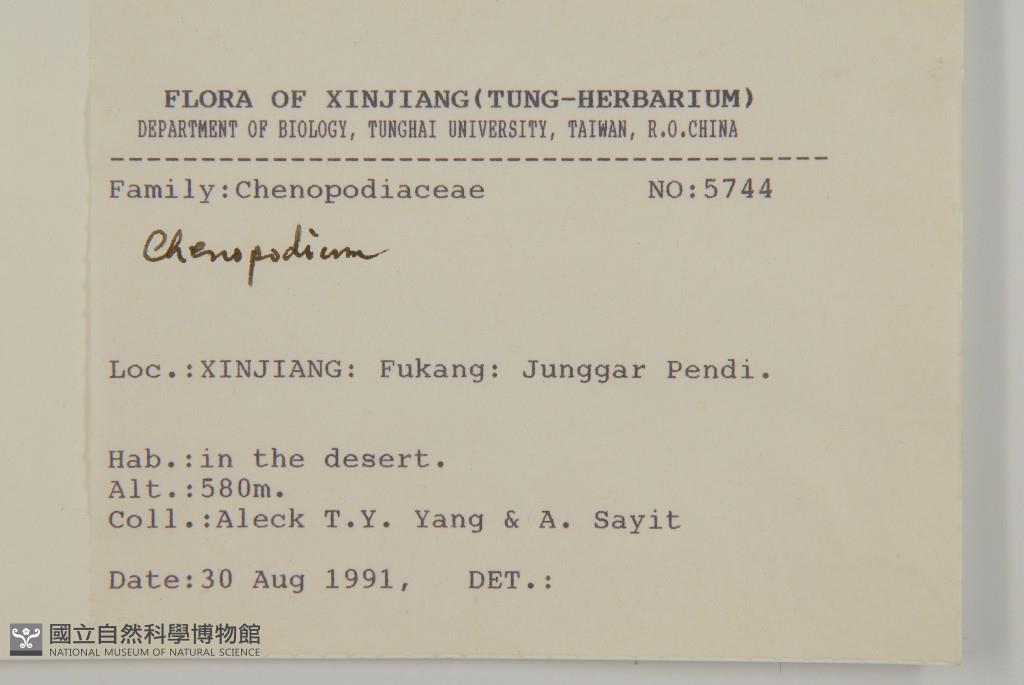 FLORA OF XINJIANG(TUNG-HERBARIUM)
DEPARTMENT OF BIOLOGY, TUNGHAI UNIVERSITY, TAIWAN, R.O.CHINA
----------------------------------------
Family:Chenopodiaceae NO:5744
Chenopodium
Loc.:XINJIANG: Fukang: Junggar Pendi.
Hab.:in the desert.
Alt.:580m.
Coll.:Aleck T.Y. Yang & A. Sayit
Date:30 Aug 1991, DET.:
國立自然科學博物館
NATIONAL MUSEUM OF NATURAL SCIENCE